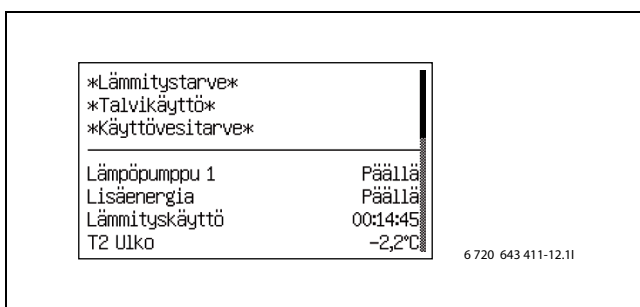 *Lämmitystarve*
*Talvikäyttö*
*Käyttövesitarve*
Lämpöpumppu 1 Päällä
Lisäenergia Päällä
Lämmityskäyttö 00:14:45
T2 Ulko -2,2°C
6 720 643 411-12.1I